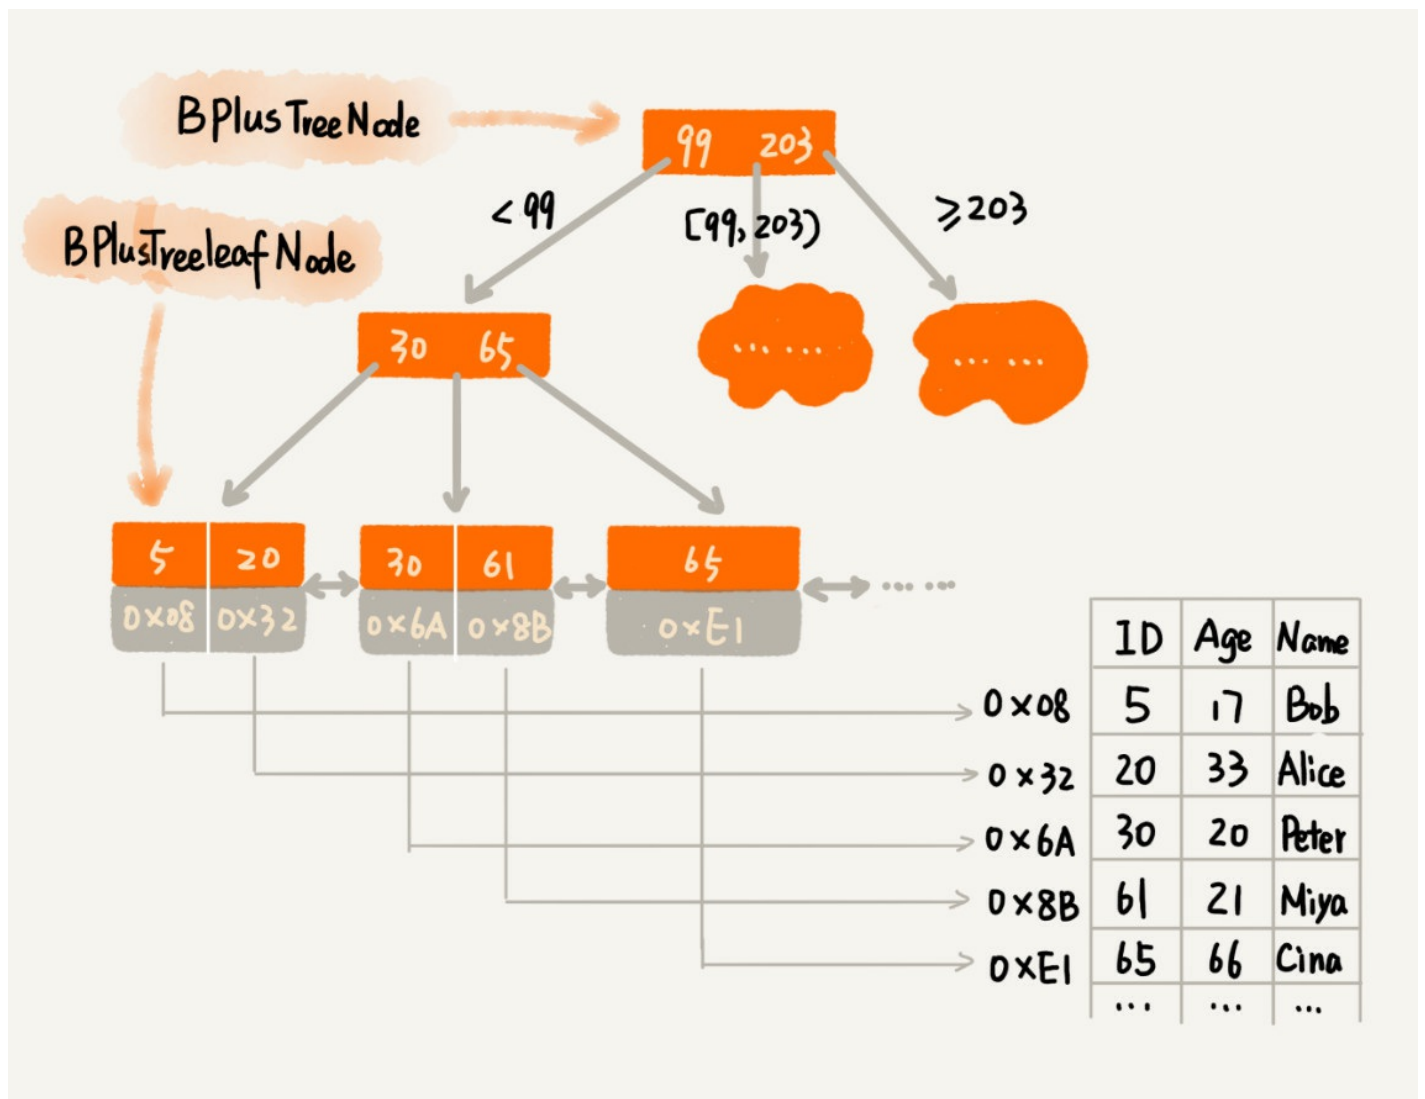 BPlusTreeNode
99 203
<99
[99,203)
≥203
BPlusTreeleafNode
30 65
... ...
... ...
5 20
0x08 0x32
30 61
0x6A 0x8B
65
0xE1
... ...
ID Age Name
0x08 5 17 Bob
0x32 20 33 Alice
0x6A 30 20 Peter
0x8B 61 21 Miya
0xE1 65 66 Cina
... ... ...